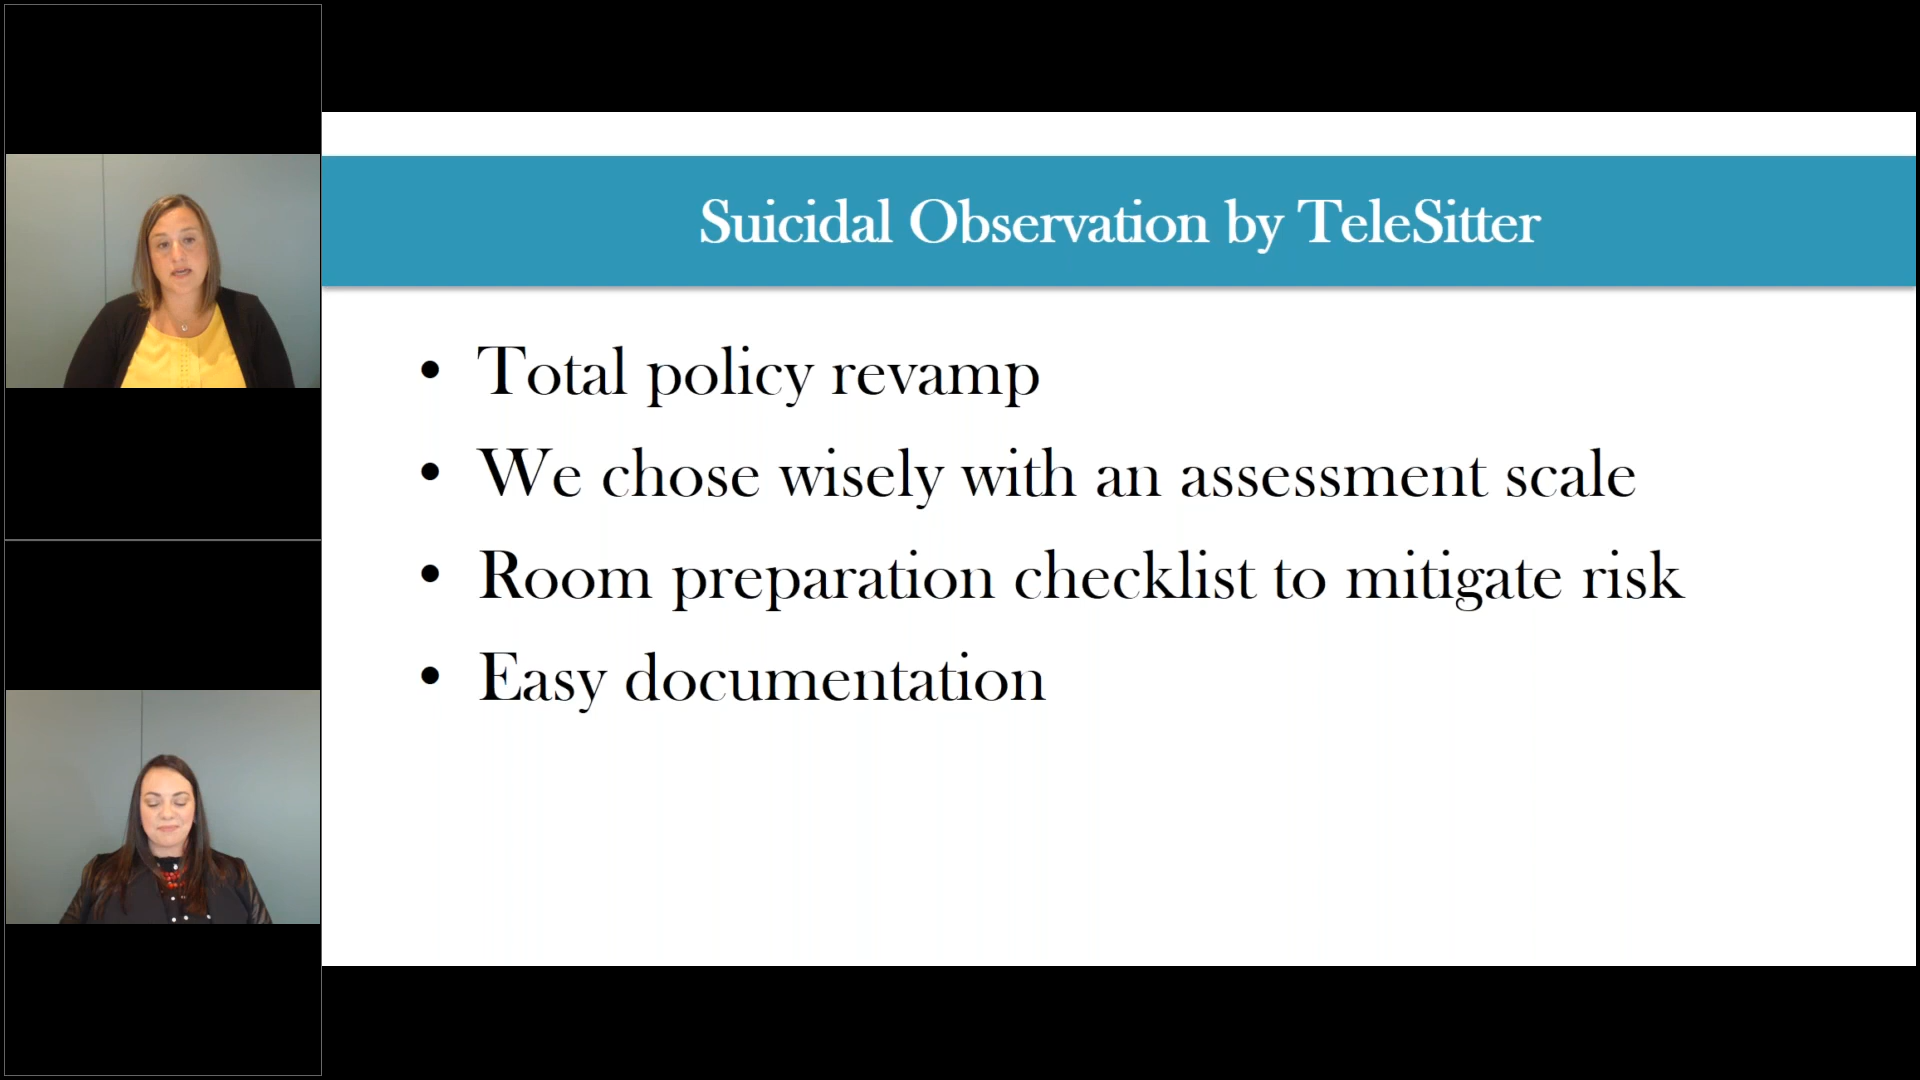 Suicidal Observation by TeleSitter
• Total policy revamp
• We chose wisely with an assessment scale
• Room preparation checklist to mitigate risk
• Easy documentation